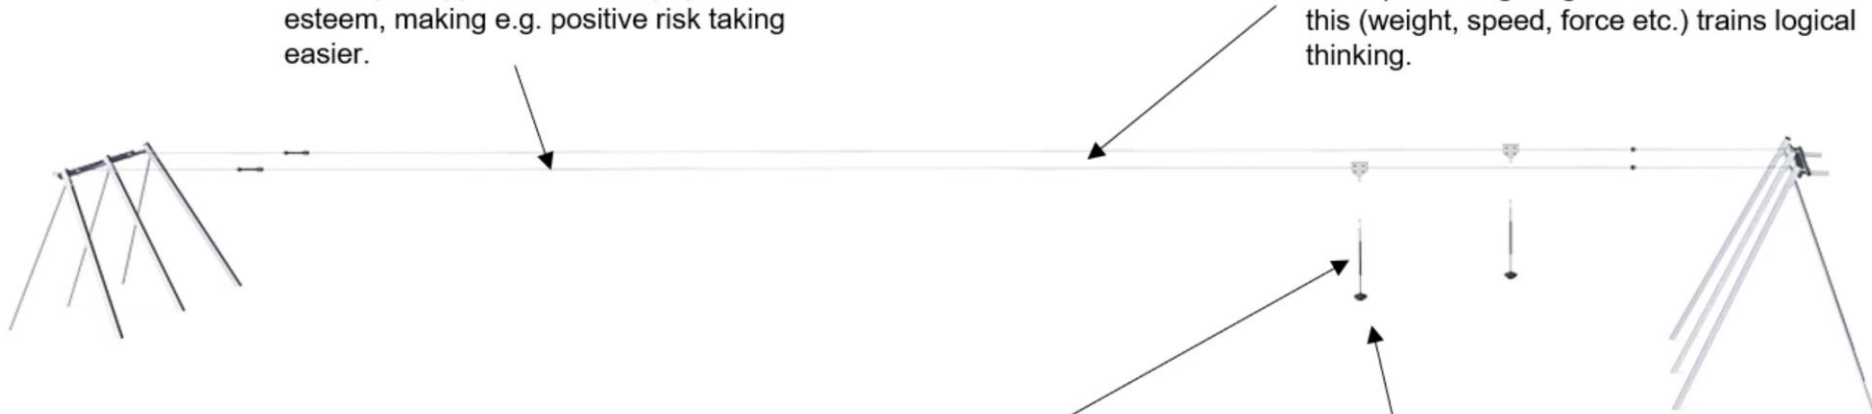 esteem, making e.g. positive risk taking
easier.
this (weight, speed, force etc.) trains logical
thinking.